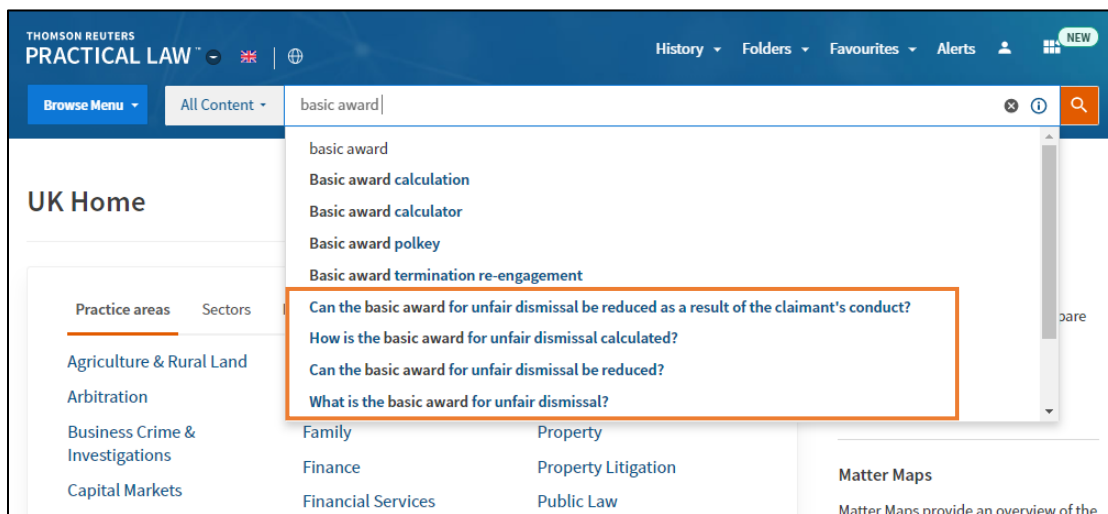 THOMSON REUTERS
PRACTICAL LAW™
History Folders Favourites Alerts NEW
Browse Menu All Content basic award
basic award
Basic award calculation
Basic award calculator
Basic award polkey
Basic award termination re-engagement
Can the basic award for unfair dismissal be reduced as a result of the claimant's conduct?
How is the basic award for unfair dismissal calculated?
Can the basic award for unfair dismissal be reduced?
What is the basic award for unfair dismissal?
UK Home
Practice areas Sectors
Agriculture & Rural Land
Arbitration
Business Crime &
Investigations
Capital Markets
Family
Finance
Financial Services
Property
Property Litigation
Public Law
Matter Maps
Matter Maps provide an overview of the